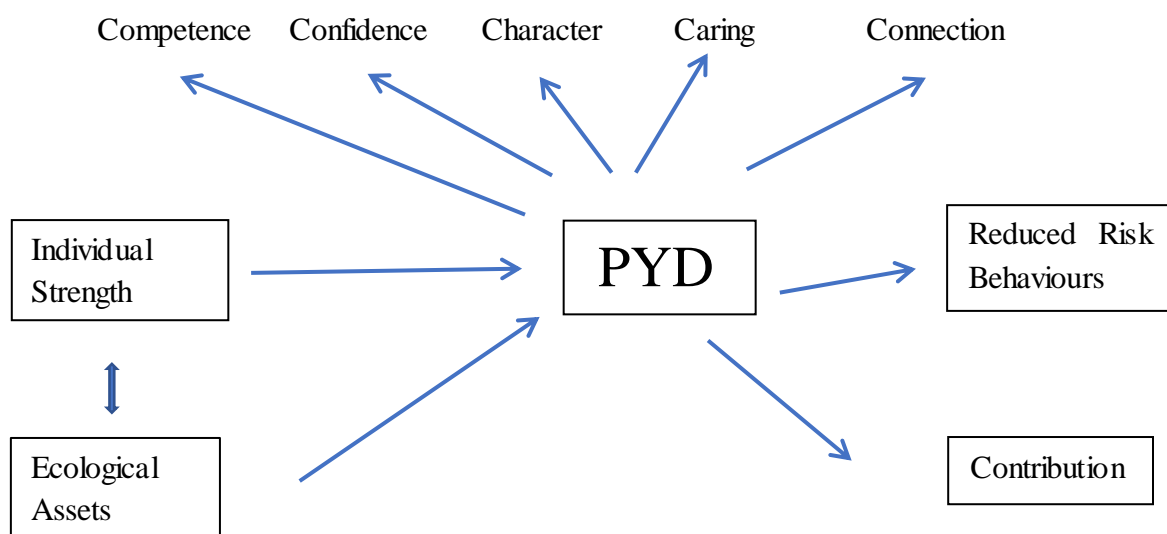 Competence Confidence Character Caring Connection
Individual
Strength
PYD
Reduced Risk
Behaviours
Ecological
Assets
Contribution